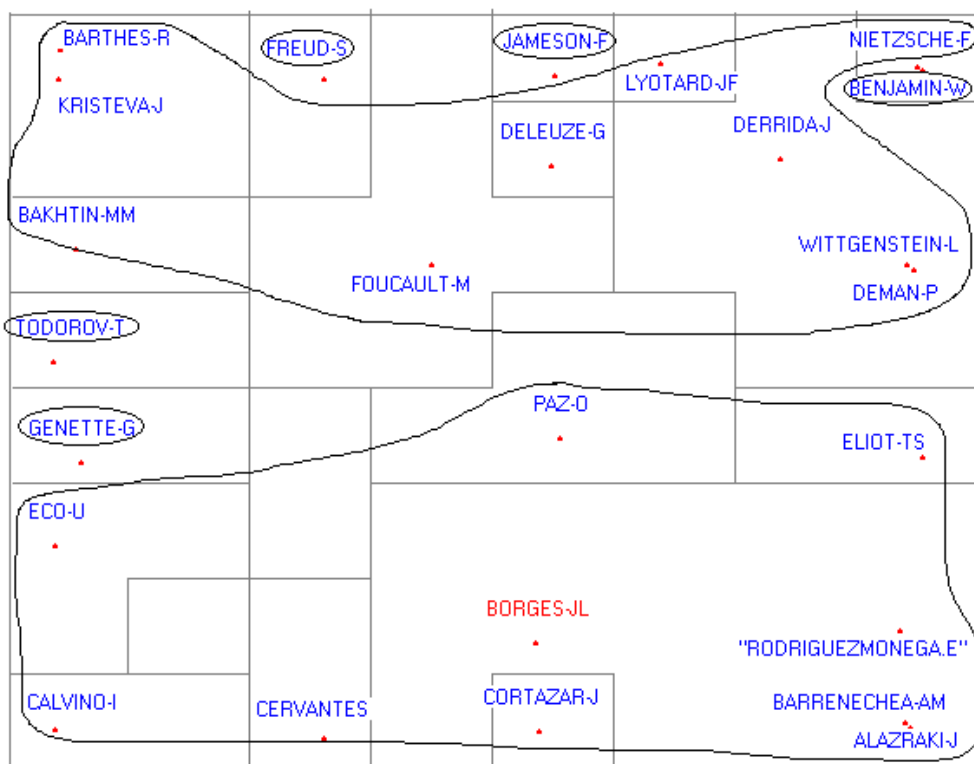 BARTHES-R
FREUD-S
JAMESON-F
NIETZSCHE-F
KRISTEVA-J
LYOTARD-JF
BENJAMIN-W
DELEUZE-G
DERRIDA-J
BAKHTIN-MM
FOUCAULT-M
WITTGENSTEIN-L
DEMAN-P
TODOROV-T
GENETTE-G
PAZ-O
ELIOT-TS
ECO-U
BORGES-JL
"RODRIGUEZMONEGA.E"
CALVINO-I
CERVANTES
CORTAZAR-J
BARRENECHEA-AM
ALAZRAKI-J